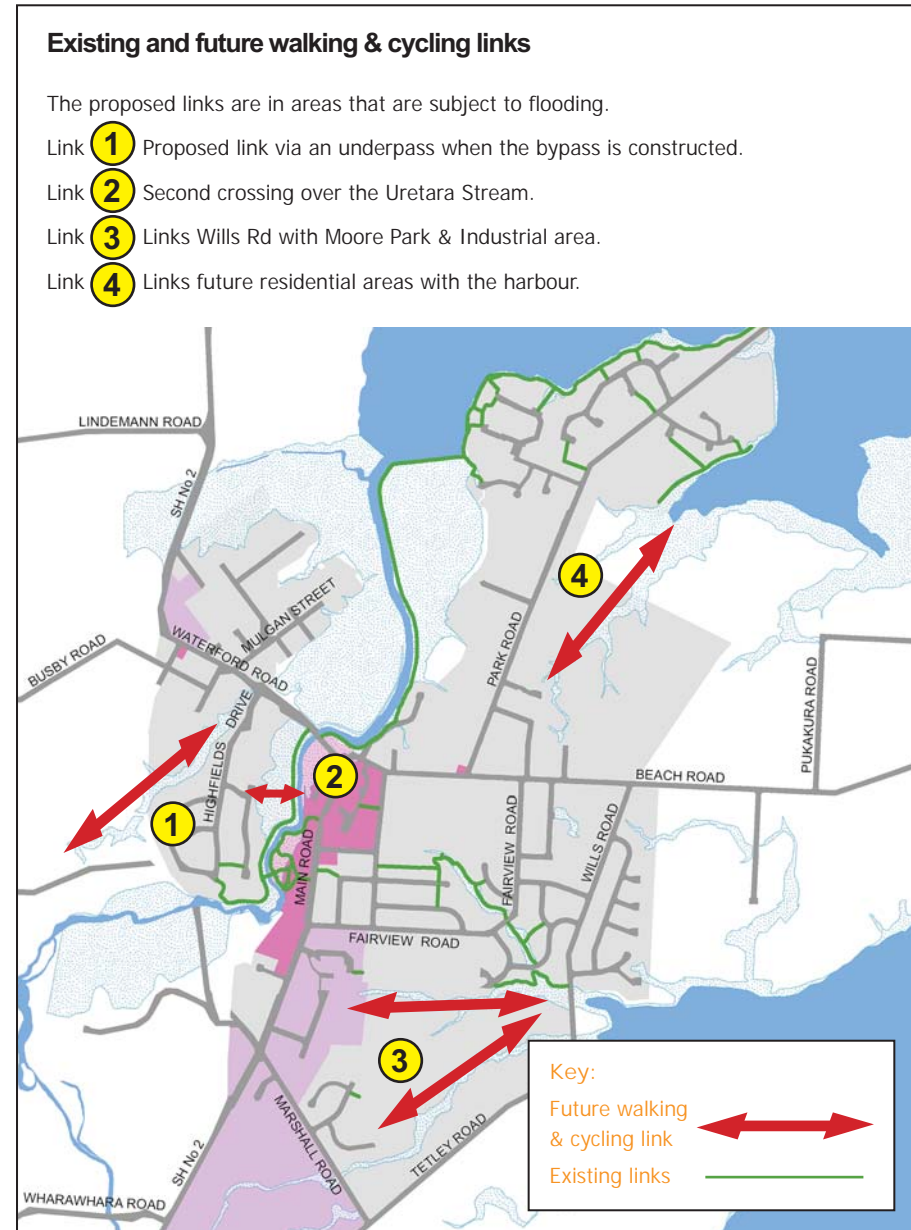 Existing and future walking & cycling links
The proposed links are in areas that are subject to flooding.
Link 1 Proposed link via an underpass when the bypass is constructed.
Link 2 Second crossing over the Uretara Stream.
Link 3 Links Wills Rd with Moore Park & Industrial area.
Link 4 Links future residential areas with the harbour.
LINDEMANN ROAD
SH No 2
MULGAN STREET
WATERFORD ROAD
BUSBY ROAD
HIGHFIELDS DRIVE
4
PARK ROAD
PUKAKURA ROAD
2
BEACH ROAD
1
MAIN ROAD
FAIRVIEW ROAD
WILLS ROAD
FAIRVIEW ROAD
3
MARSHALL ROAD
TETLEY ROAD
SH No 2
WHARAWHARA ROAD
Key:
Future walking
& cycling link
Existing links